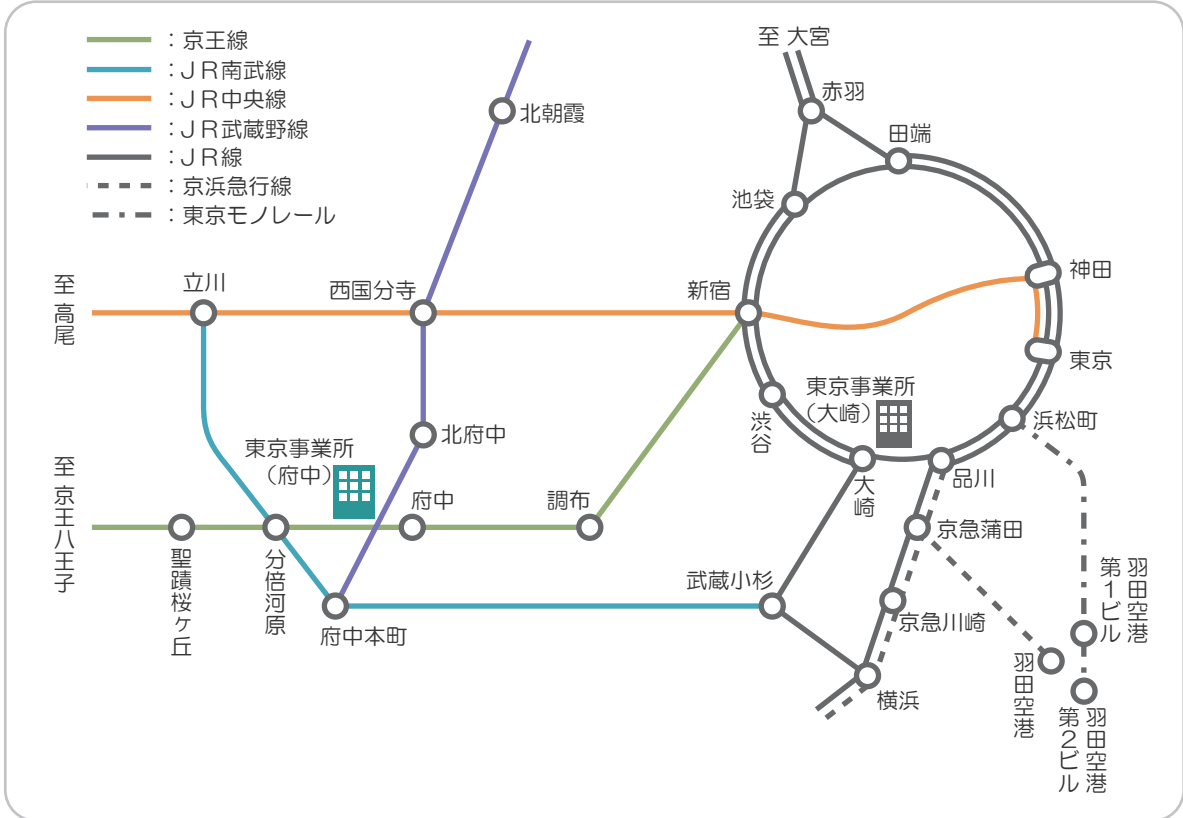 ：京王線
：ＪＲ南武線
：ＪＲ中央線
：ＪＲ武蔵野線
：ＪＲ線
：京浜急行線
：東京モノレール
至 大宮
赤羽
北朝霞
田端
池袋
神田
立川
西国分寺
新宿
至 高尾
東京
東京事業所
（大崎）
渋谷
浜松町
北府中
東京事業所
（府中）
大崎
品川
至 京王八王子
府中
調布
京急蒲田
聖蹟桜ヶ丘
分倍河原
府中本町
武蔵小杉
京急川崎
羽田空港
第１ビル
羽田空港
横浜
羽田空港
第２ビル